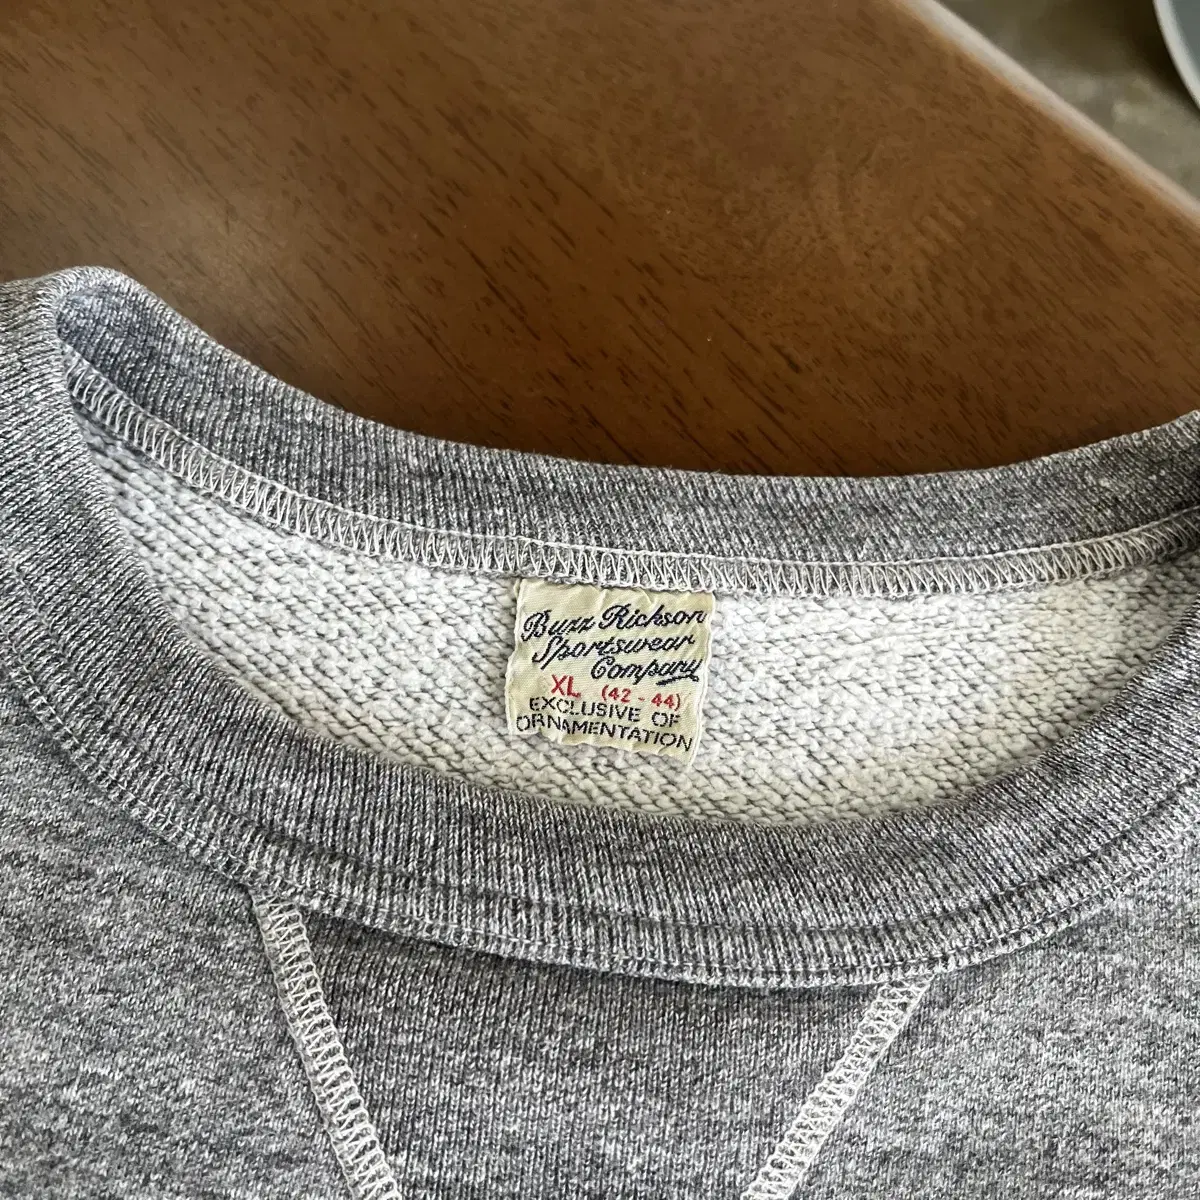 Buzz Rickson
Sportswear
Company
XL (42 - 44)
EXCLUSIVE OF
ORNAMENTATION